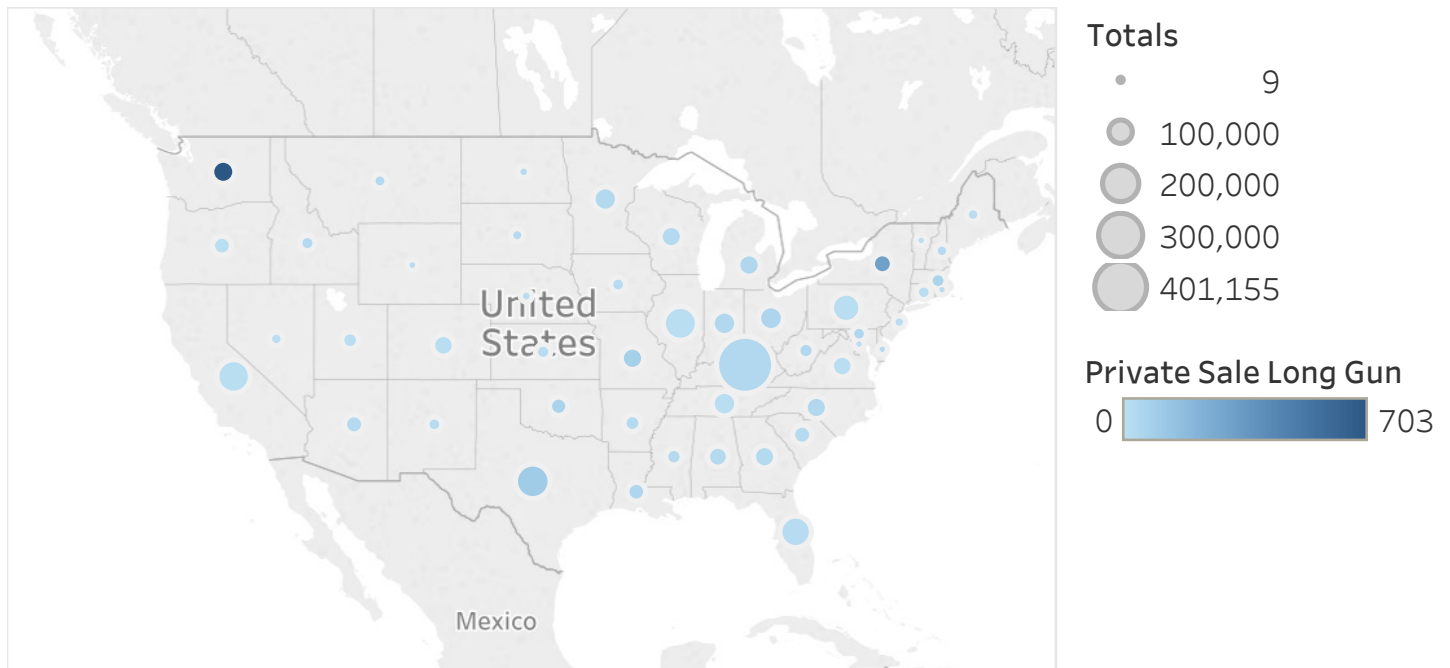 United
States
Mexico
Totals
9
100,000
200,000
300,000
401,155
Private Sale Long Gun
0 703